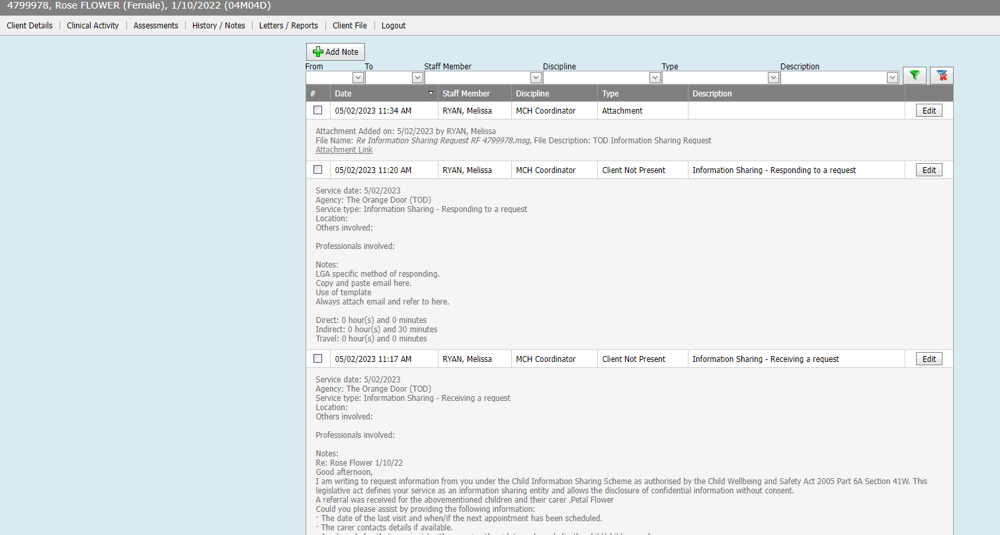 4799978, Rose FLOWER (Female), 1/10/2022 (04M04D)
Client Details | Clinical Activity | Assessments | History / Notes | Letters / Reports | Client File | Logout
Add Note
From To Staff Member Discipline Type Description
# Date Staff Member Discipline Type Description
05/02/2023 11:34 AM RYAN, Melissa MCH Coordinator Attachment Edit
Attachment Added on: 5/02/2023 by RYAN, Melissa
File Name: Re Information Sharing Request RF 4799978.msg, File Description: TOD Information Sharing Request
Attachment Link
05/02/2023 11:20 AM RYAN, Melissa MCH Coordinator Client Not Present Information Sharing - Responding to a request Edit
Service date: 5/02/2023
Agency: The Orange Door (TOD)
Service type: Information Sharing - Responding to a request
Location:
Others involved:
Professionals involved:
Notes:
LGA specific method of responding.
Copy and paste email here.
Use of template
Always attach email and refer to here.
Direct: 0 hour(s) and 0 minutes
Indirect: 0 hour(s) and 30 minutes
Travel: 0 hour(s) and 0 minutes
05/02/2023 11:17 AM RYAN, Melissa MCH Coordinator Client Not Present Information Sharing - Receiving a request Edit
Service date: 5/02/2023
Agency: The Orange Door (TOD)
Service type: Information Sharing - Receiving a request
Location:
Others involved:
Professionals involved:
Notes:
Re: Rose Flower 1/10/22
Good afternoon,
I am writing to request information from you under the Child Information Sharing Scheme as authorised by the Child Wellbeing and Safety Act 2005 Part 6A Section 41W. This
legislative act defines your service as an information sharing entity and allows the disclosure of confidential information without consent.
A referral was received for the abovementioned children and their carer .Petal Flower
Could you please assist by providing the following information:
· The date of the last visit and when/if the next appointment has been scheduled.
· The carer contacts details if available.